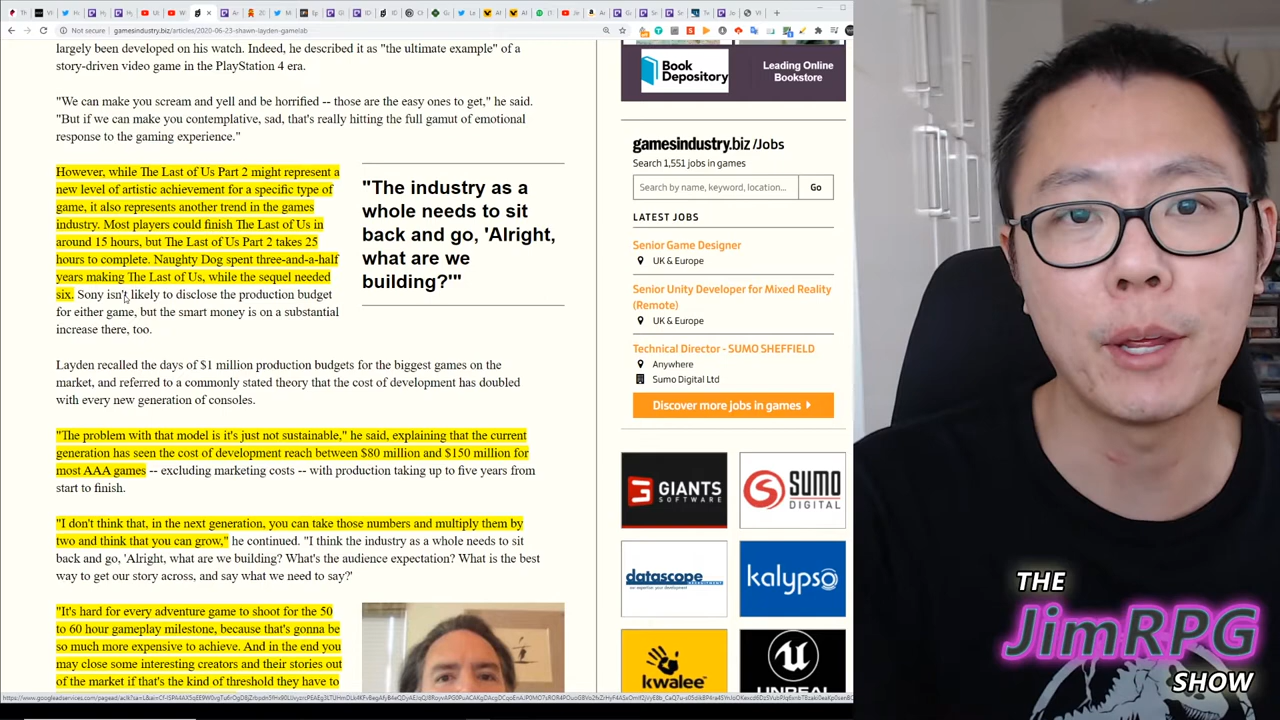 Not secure | gamesindustry.biz/articles/2020-06-23-shawn-layden-gamelab
largely been developed on his watch. Indeed, he described it as "the ultimate example" of a
story-driven video game in the PlayStation 4 era.
"We can make you scream and yell and be horrified -- those are the easy ones to get," he said.
"But if we can make you contemplative, sad, that's really hitting the full gamut of emotional
response to the gaming experience."
However, while The Last of Us Part 2 might represent a
new level of artistic achievement for a specific type of
game, it also represents another trend in the games
industry. Most players could finish The Last of Us in
around 15 hours, but The Last of Us Part 2 takes 25
hours to complete. Naughty Dog spent three-and-a-half
years making The Last of Us, while the sequel needed
six. Sony isn't likely to disclose the production budget
for either game, but the smart money is on a substantial
increase there, too.
"The industry as a
whole needs to sit
back and go, 'Alright,
what are we
building?'"
Layden recalled the days of $1 million production budgets for the biggest games on the
market, and referred to a commonly stated theory that the cost of development has doubled
with every new generation of consoles.
"The problem with that model is it's just not sustainable," he said, explaining that the current
generation has seen the cost of development reach between $80 million and $150 million for
most AAA games -- excluding marketing costs -- with production taking up to five years from
start to finish.
"I don't think that, in the next generation, you can take those numbers and multiply them by
two and think that you can grow," he continued. "I think the industry as a whole needs to sit
back and go, 'Alright, what are we building? What's the audience expectation? What is the best
way to get our story across, and say what we need to say?'
"It's hard for every adventure game to shoot for the 50
to 60 hour gameplay milestone, because that's gonna be
so much more expensive to achieve. And in the end you
may close some interesting creators and their stories out
of the market if that's the kind of threshold they have to
Book
Depository
Leading Online
Bookstore
gamesindustry.biz /Jobs
Search 1,551 jobs in games
Search by name, keyword, location...
Go
LATEST JOBS
Senior Game Designer
UK & Europe
Senior Unity Developer for Mixed Reality
(Remote)
UK & Europe
Technical Director - SUMO SHEFFIELD
Anywhere
Sumo Digital Ltd
Discover more jobs in games
GIANTS
SOFTWARE
SUMO
DIGITAL
datascope
kalypso
kwalee
UNREAL
THE
JimRPG
SHOW